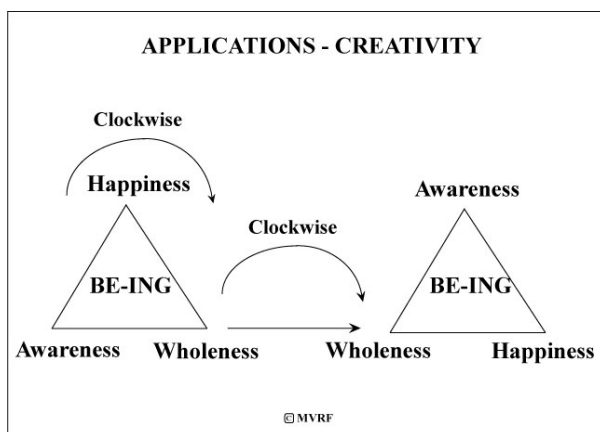 APPLICATIONS - CREATIVITY
Clockwise
Happiness
BE-ING
Awareness
Wholeness
Clockwise
Awareness
BE-ING
Wholeness
Happiness
© MVRF